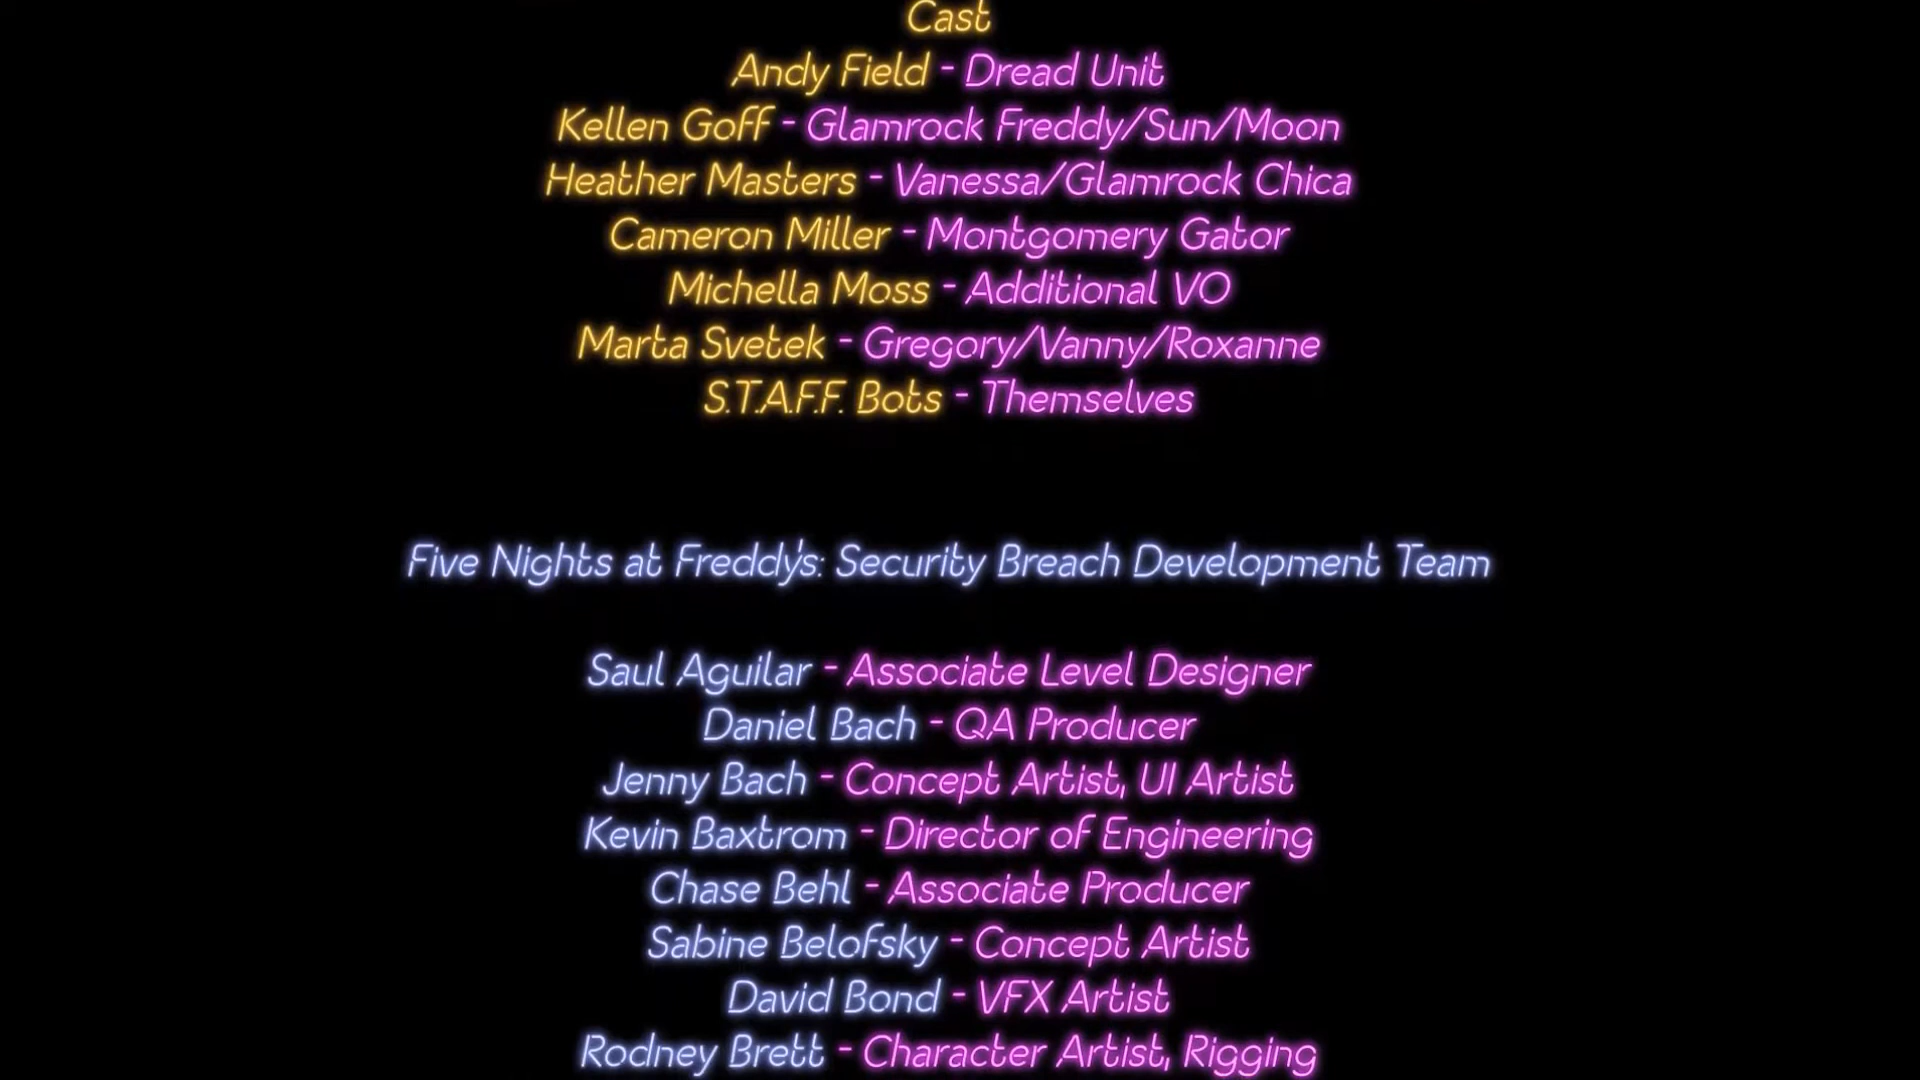 Cast
Andy Field - Dread Unit
Kellen Goff - Glamrock Freddy/Sun/Moon
Heather Masters - Vanessa/Glamrock Chica
Cameron Miller - Montgomery Gator
Michella Moss - Additional VO
Marta Svetek - Gregory/Vanny/Roxanne
S.T.A.F.F. Bots - Themselves
Five Nights at Freddy's: Security Breach Development Team
Saul Aguilar - Associate Level Designer
Daniel Bach - QA Producer
Jenny Bach - Concept Artist, UI Artist
Kevin Baxtrom - Director of Engineering
Chase Behl - Associate Producer
Sabine Belofsky - Concept Artist
David Bond - VFX Artist
Rodney Brett - Character Artist, Rigging